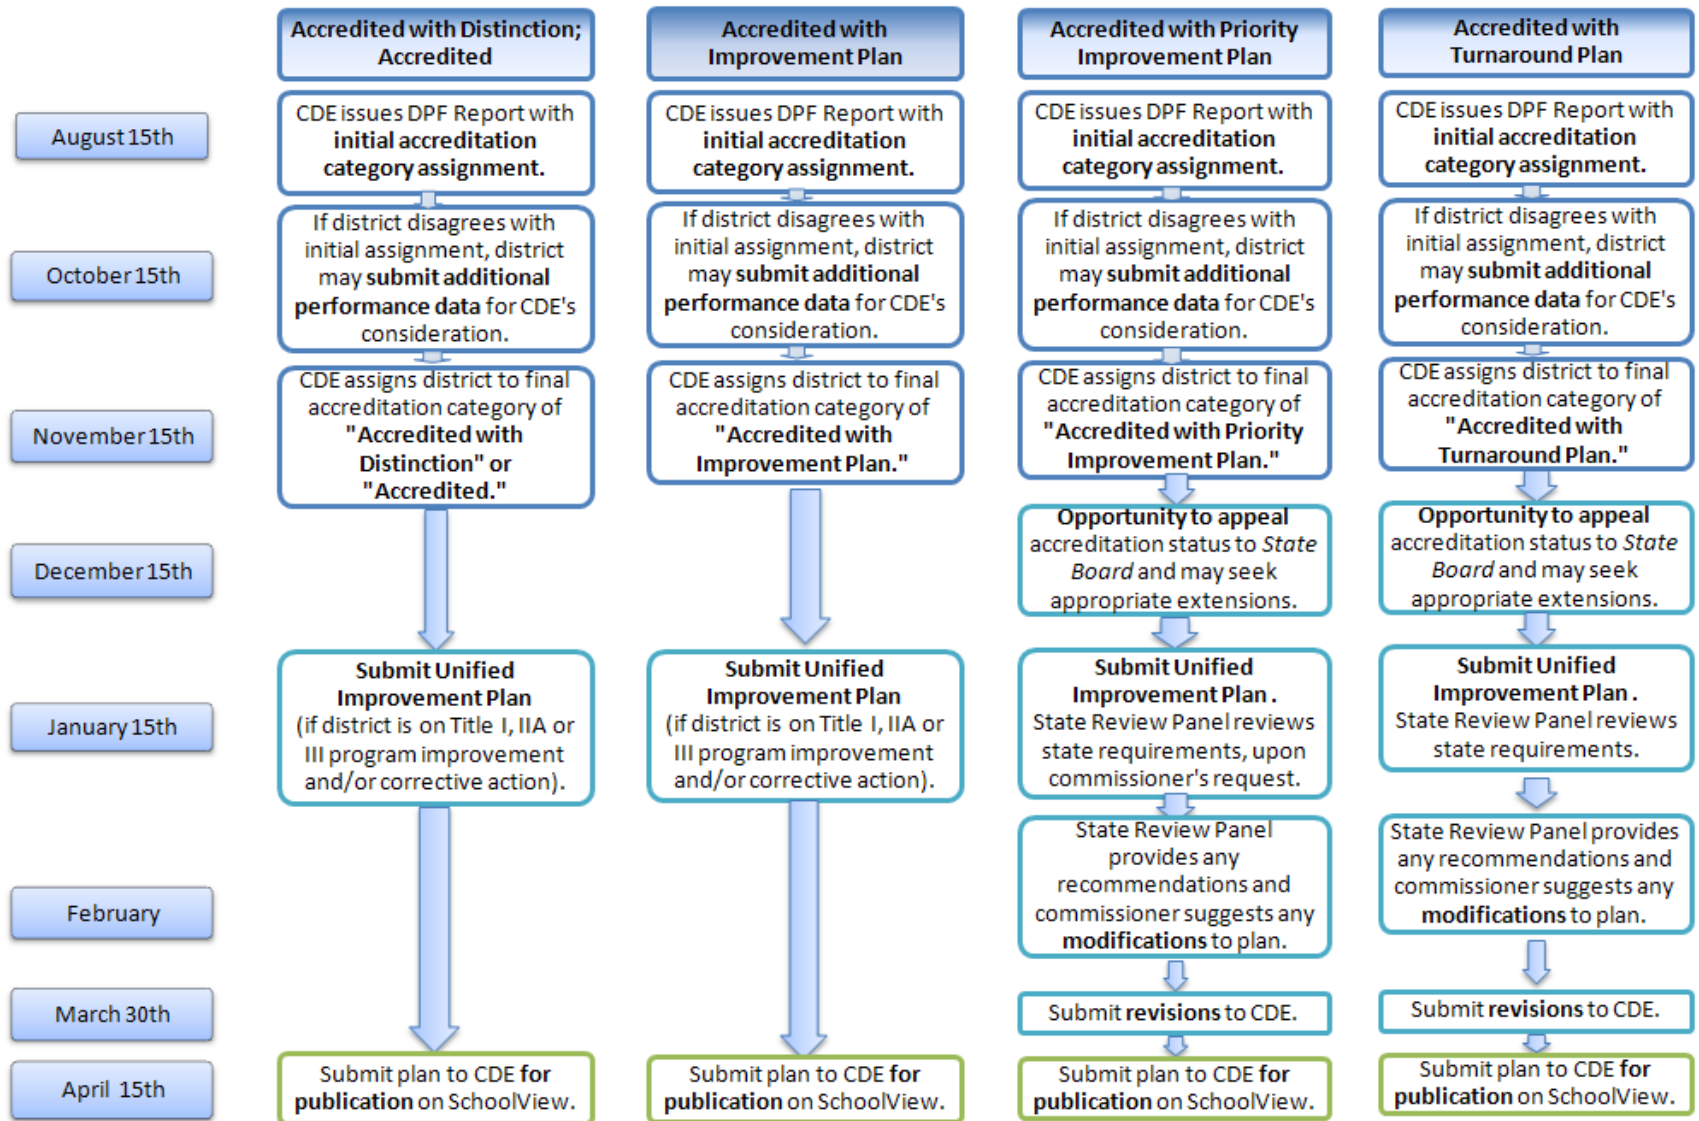 Accredited with Distinction;
Accredited
Accredited with
Improvement Plan
Accredited with Priority
Improvement Plan
Accredited with
Turnaround Plan
August 15th
CDE issues DPF Report with
initial accreditation
category assignment.
CDE issues DPF Report with
initial accreditation
category assignment.
CDE issues DPF Report with
initial accreditation
category assignment.
CDE issues DPF Report with
initial accreditation
category assignment.
October 15th
If district disagrees with
initial assignment, district
may submit additional
performance data for CDE's
consideration.
If district disagrees with
initial assignment, district
may submit additional
performance data for CDE's
consideration.
If district disagrees with
initial assignment, district
may submit additional
performance data for CDE's
consideration.
If district disagrees with
initial assignment, district
may submit additional
performance data for CDE's
consideration.
November 15th
CDE assigns district to final
accreditation category of
"Accredited with
Distinction" or
"Accredited."
CDE assigns district to final
accreditation category of
"Accredited with
Improvement Plan."
CDE assigns district to final
accreditation category of
"Accredited with Priority
Improvement Plan."
CDE assigns district to final
accreditation category of
"Accredited with
Turnaround Plan."
December 15th
Opportunity to appeal
accreditation status to State
Board and may seek
appropriate extensions.
Opportunity to appeal
accreditation status to State
Board and may seek
appropriate extensions.
January 15th
Submit Unified
Improvement Plan
(if district is on Title I, IIA or
III program improvement
and/or corrective action).
Submit Unified
Improvement Plan
(if district is on Title I, IIA or
III program improvement
and/or corrective action).
Submit Unified
Improvement Plan .
State Review Panel reviews
state requirements, upon
commissioner's request.
Submit Unified
Improvement Plan .
State Review Panel reviews
state requirements.
February
State Review Panel
provides any
recommendations and
commissioner suggests any
modifications to plan.
State Review Panel provides
any recommendations and
commissioner suggests any
modifications to plan.
March 30th
Submit revisions to CDE.
Submit revisions to CDE.
April 15th
Submit plan to CDE for
publication on SchoolView.
Submit plan to CDE for
publication on SchoolView.
Submit plan to CDE for
publication on SchoolView.
Submit plan to CDE for
publication on SchoolView.